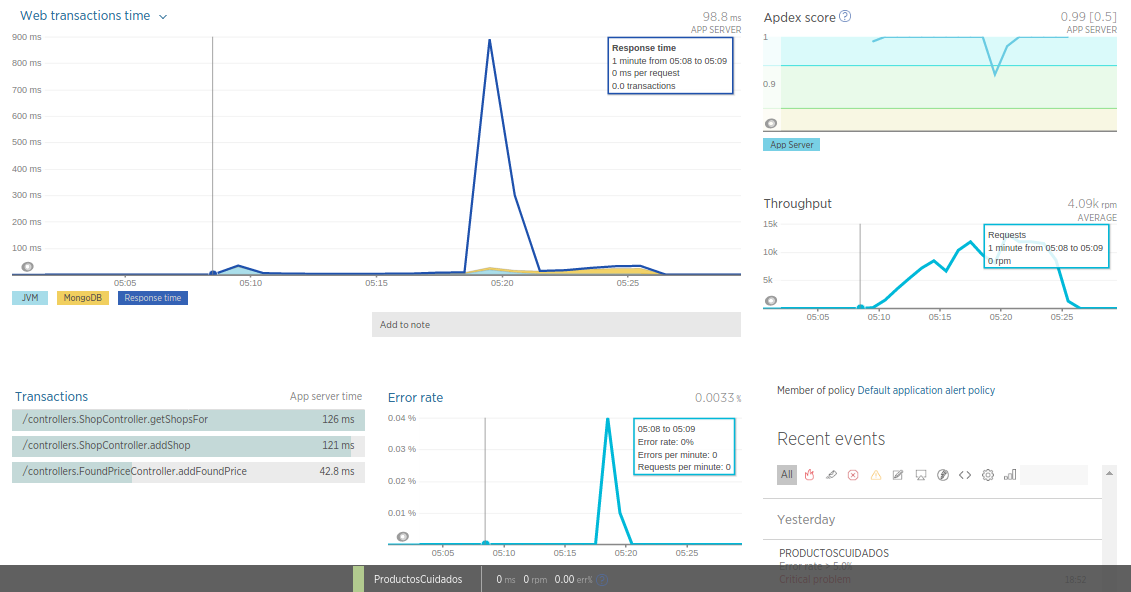 Web transactions time
98.8 ms
APP SERVER
900 ms
800 ms
700 ms
600 ms
500 ms
400 ms
300 ms
200 ms
100 ms
Response time
1 minute from 05:08 to 05:09
0 ms per request
0.0 transactions
05:05
05:10
05:15
05:20
05:25
JVM
MongoDB
Response time
Add to note
Apdex score ?
0.99 [0.5]
APP SERVER
1
0.9
App Server
Throughput
4.09k rpm
AVERAGE
15k
10k
5k
Requests
1 minute from 05:08 to 05:09
0 rpm
05:05
05:10
05:15
05:20
05:25
Transactions
App server time
/controllers.ShopController.getShopsFor
126 ms
/controllers.ShopController.addShop
121 ms
/controllers.FoundPriceController.addFoundPrice
42.8 ms
Error rate
0.0033 %
0.04 %
0.03 %
0.02 %
0.01 %
05:08 to 05:09
Error rate: 0%
Errors per minute: 0
Requests per minute: 0
05:05
05:10
05:15
05:20
05:25
Member of policy Default application alert policy
Recent events
All
Yesterday
PRODUCTOSCUIDADOS
Error rate > 5.0%
Critical problem
18:52
ProductosCuidados
0 ms 0 rpm 0.00 err%